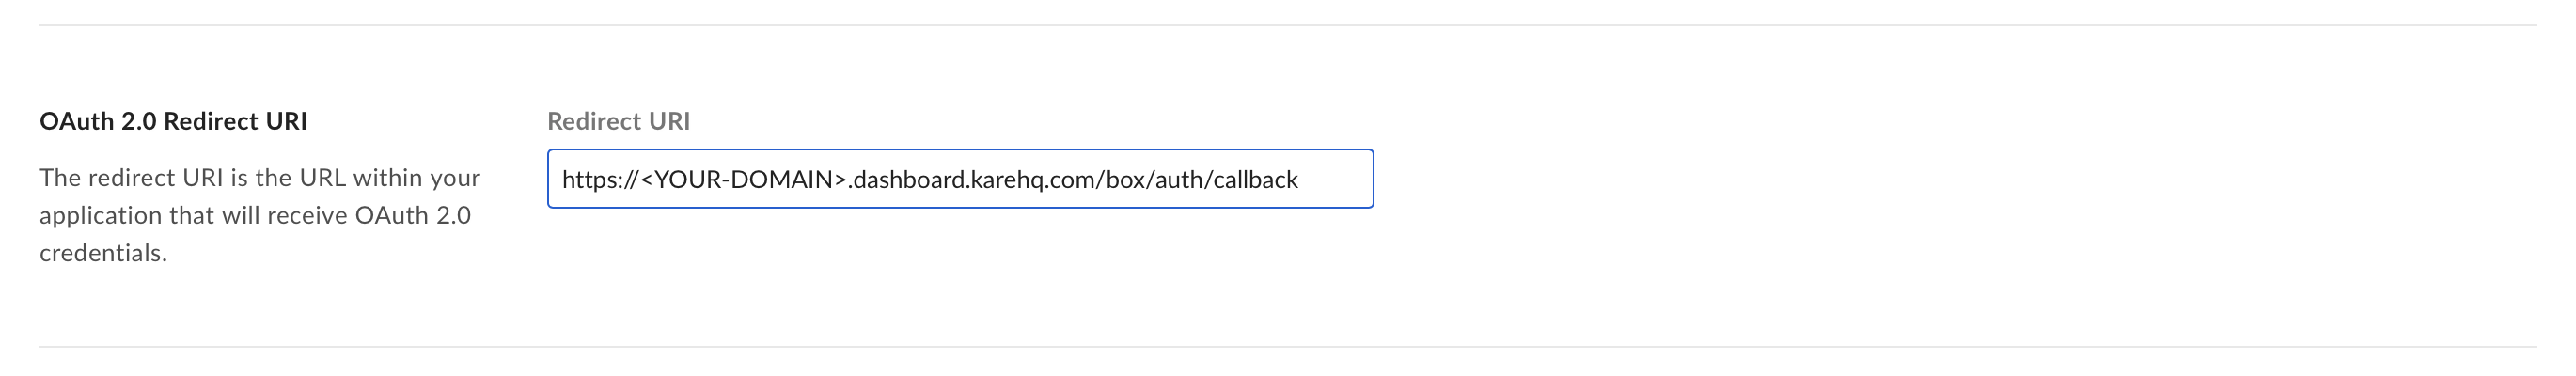 OAuth 2.0 Redirect URI
The redirect URI is the URL within your
application that will receive OAuth 2.0
credentials.
Redirect URI
https://<YOUR-DOMAIN>.dashboard.karehq.com/box/auth/callback